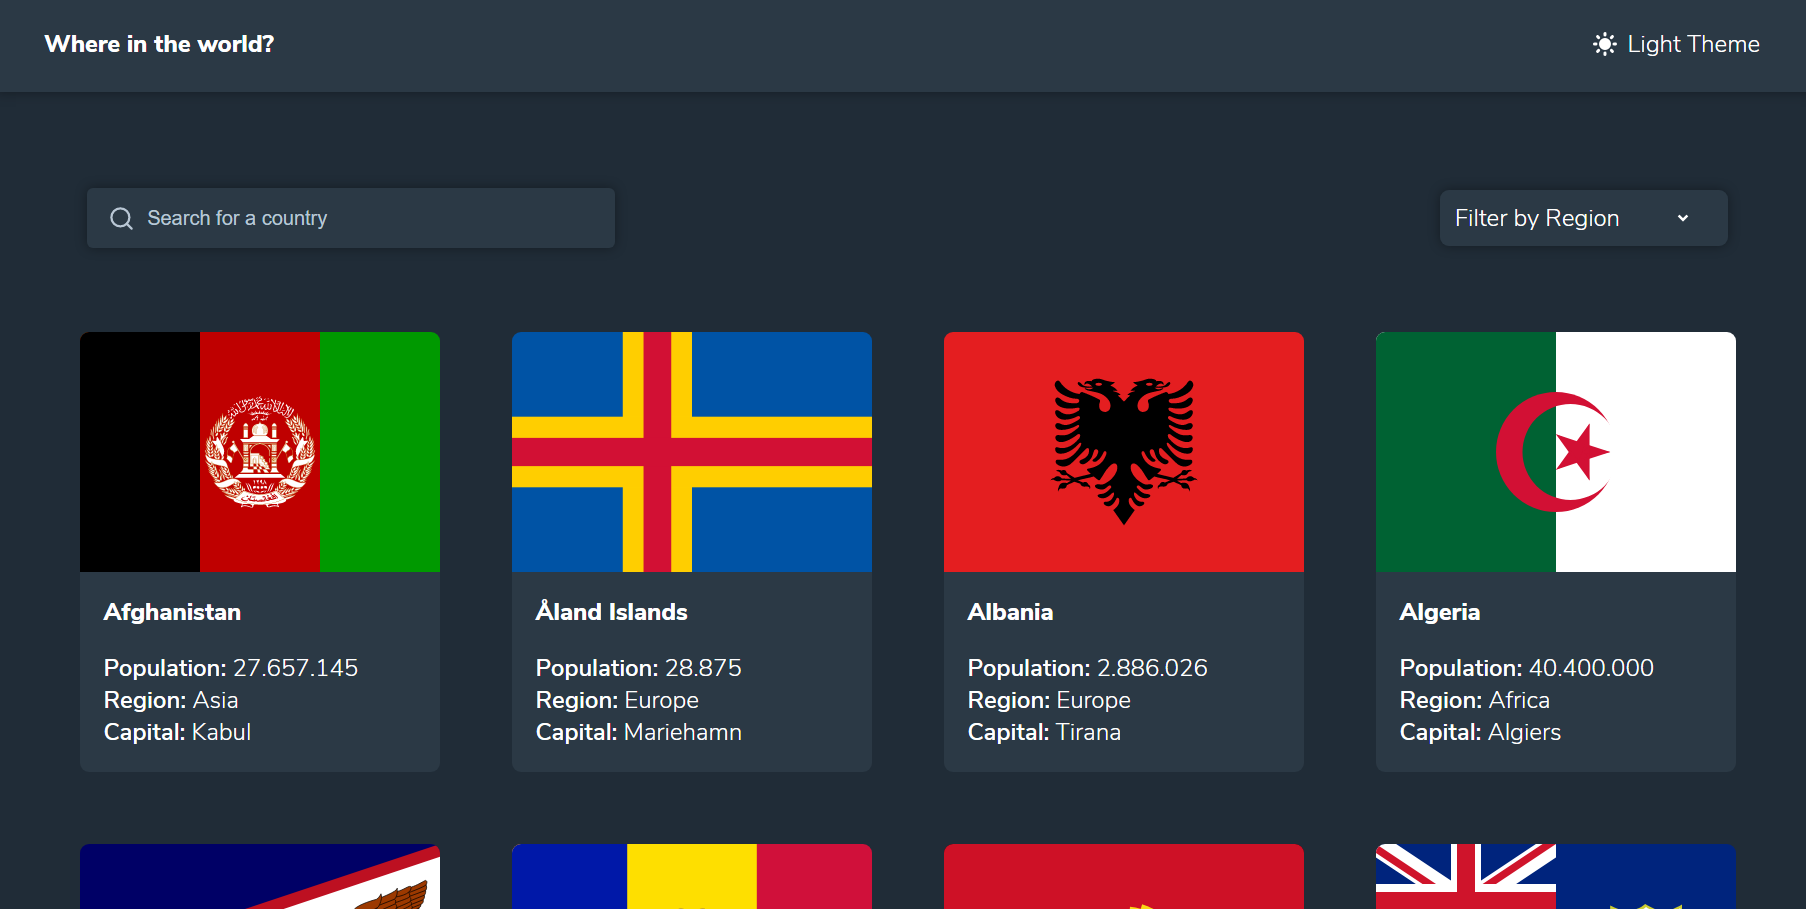 Where in the world?
Light Theme
Search for a country
Filter by Region
Afghanistan
Population: 27.657.145
Region: Asia
Capital: Kabul
Åland Islands
Population: 28.875
Region: Europe
Capital: Mariehamn
Albania
Population: 2.886.026
Region: Europe
Capital: Tirana
Algeria
Population: 40.400.000
Region: Africa
Capital: Algiers